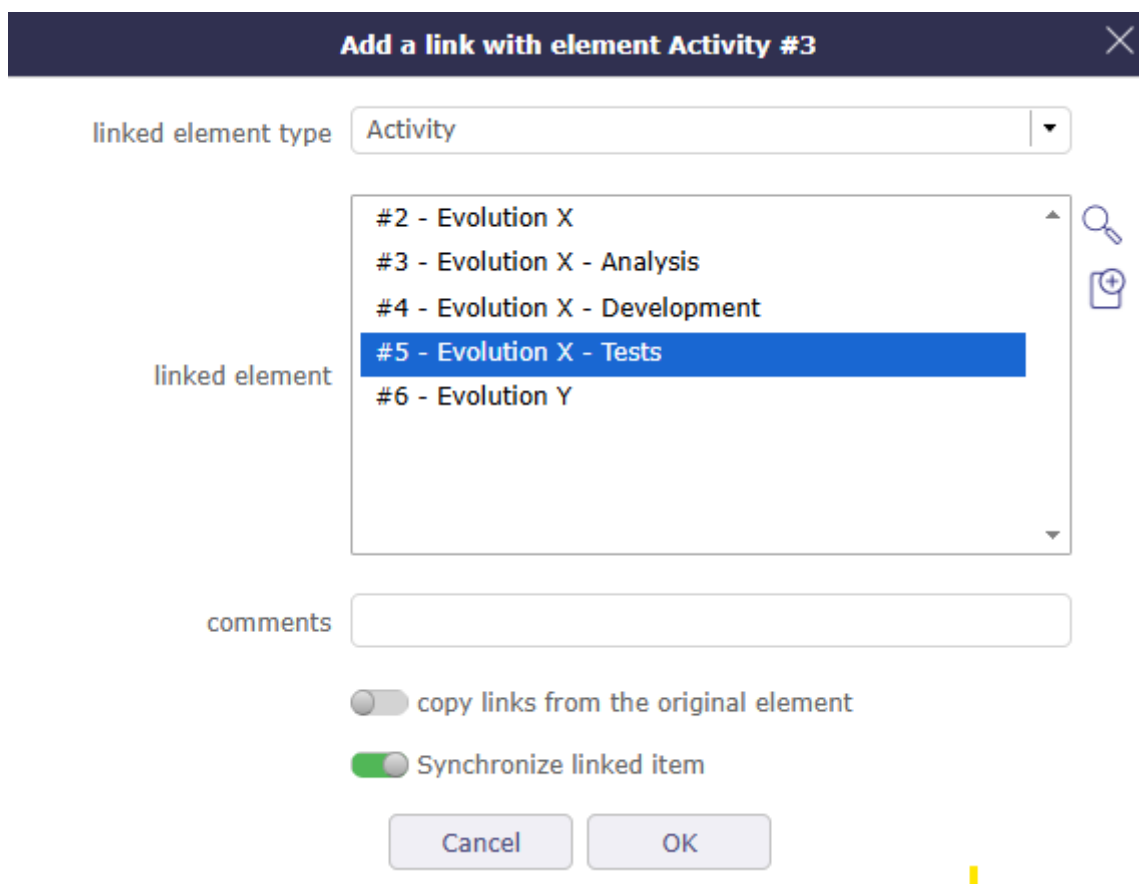 Add a link with element Activity #3
linked element type
Activity
linked element
#2 - Evolution X
#3 - Evolution X - Analysis
#4 - Evolution X - Development
#5 - Evolution X - Tests
#6 - Evolution Y
comments
copy links from the original element
Synchronize linked item
Cancel
OK